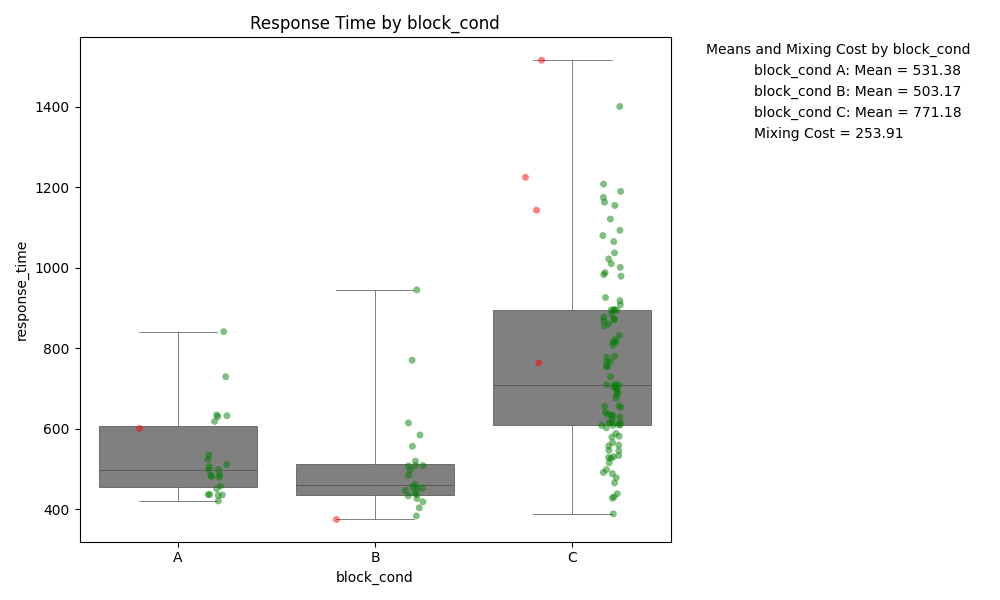 Response Time by block_cond
Means and Mixing Cost by block_cond
block_cond A: Mean = 531.38
block_cond B: Mean = 503.17
block_cond C: Mean = 771.18
Mixing Cost = 253.91
response_time
1400
1200
1000
800
600
400
A B C
block_cond